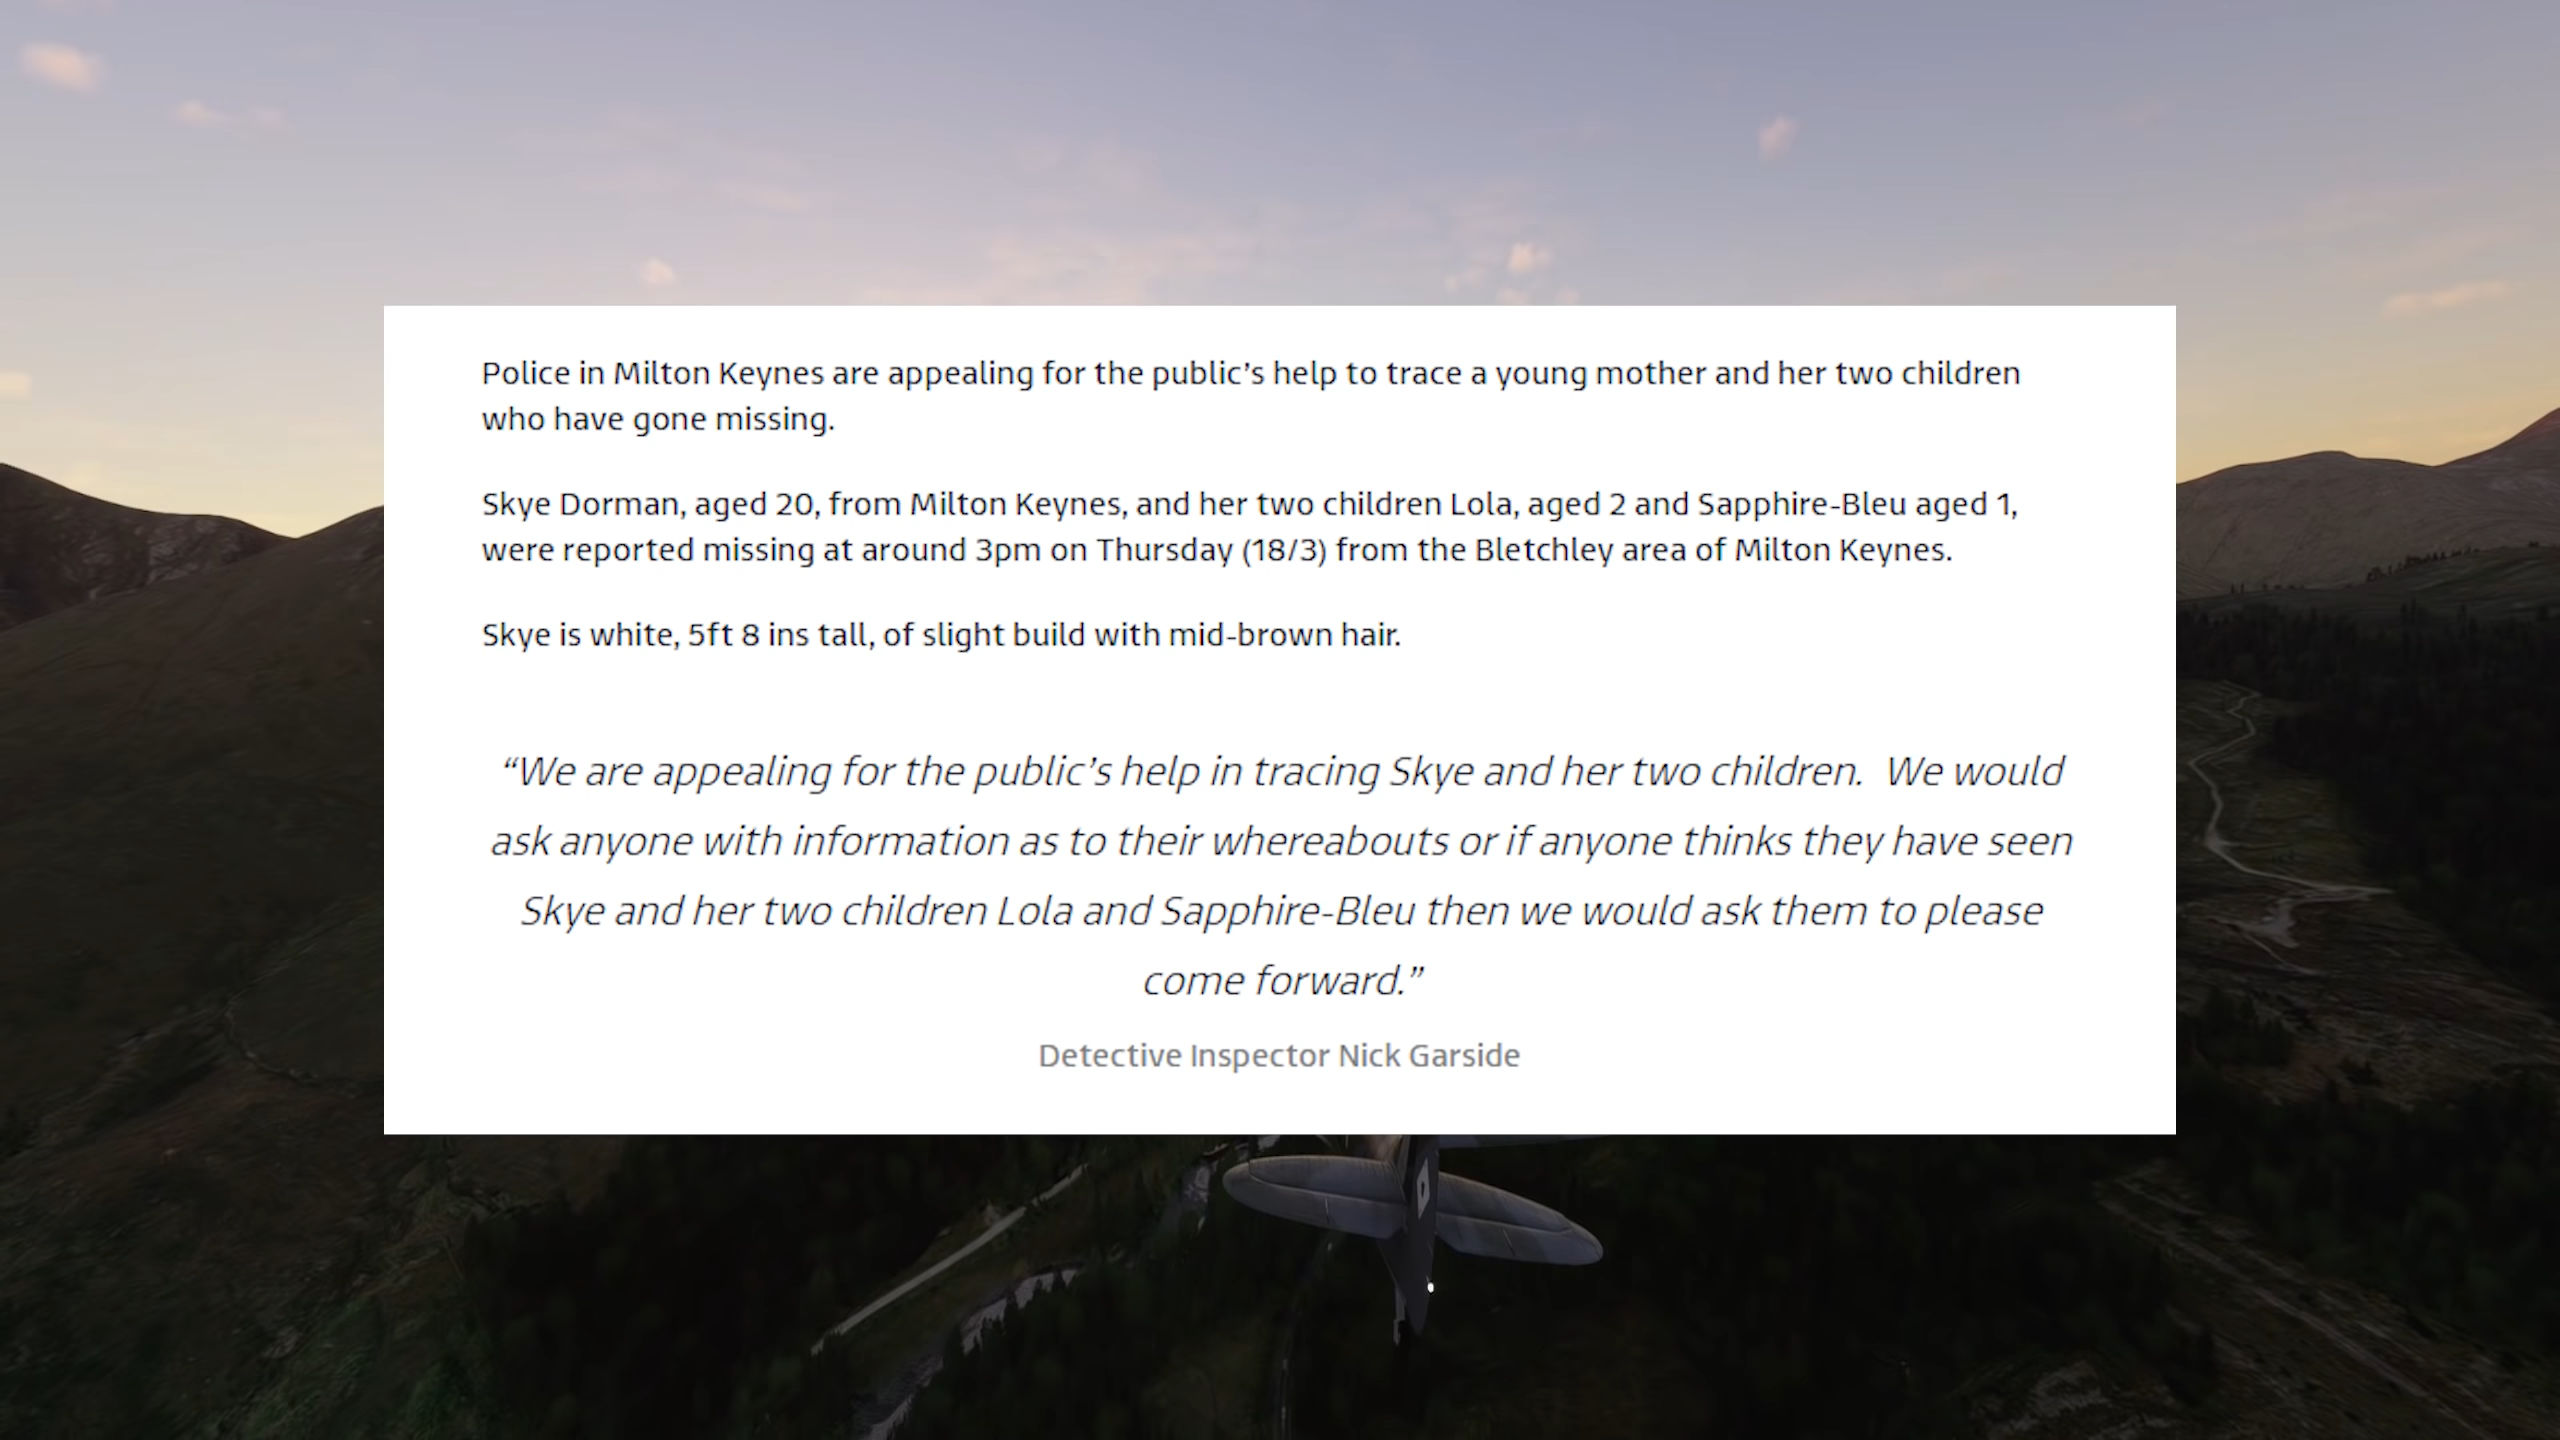 Police in Milton Keynes are appealing for the public’s help to trace a young mother and her two children
who have gone missing.
Skye Dorman, aged 20, from Milton Keynes, and her two children Lola, aged 2 and Sapphire-Bleu aged 1,
were reported missing at around 3pm on Thursday (18/3) from the Bletchley area of Milton Keynes.
Skye is white, 5ft 8 ins tall, of slight build with mid-brown hair.
“We are appealing for the public’s help in tracing Skye and her two children.  We would
ask anyone with information as to their whereabouts or if anyone thinks they have seen
Skye and her two children Lola and Sapphire-Bleu then we would ask them to please
come forward.”
Detective Inspector Nick Garside